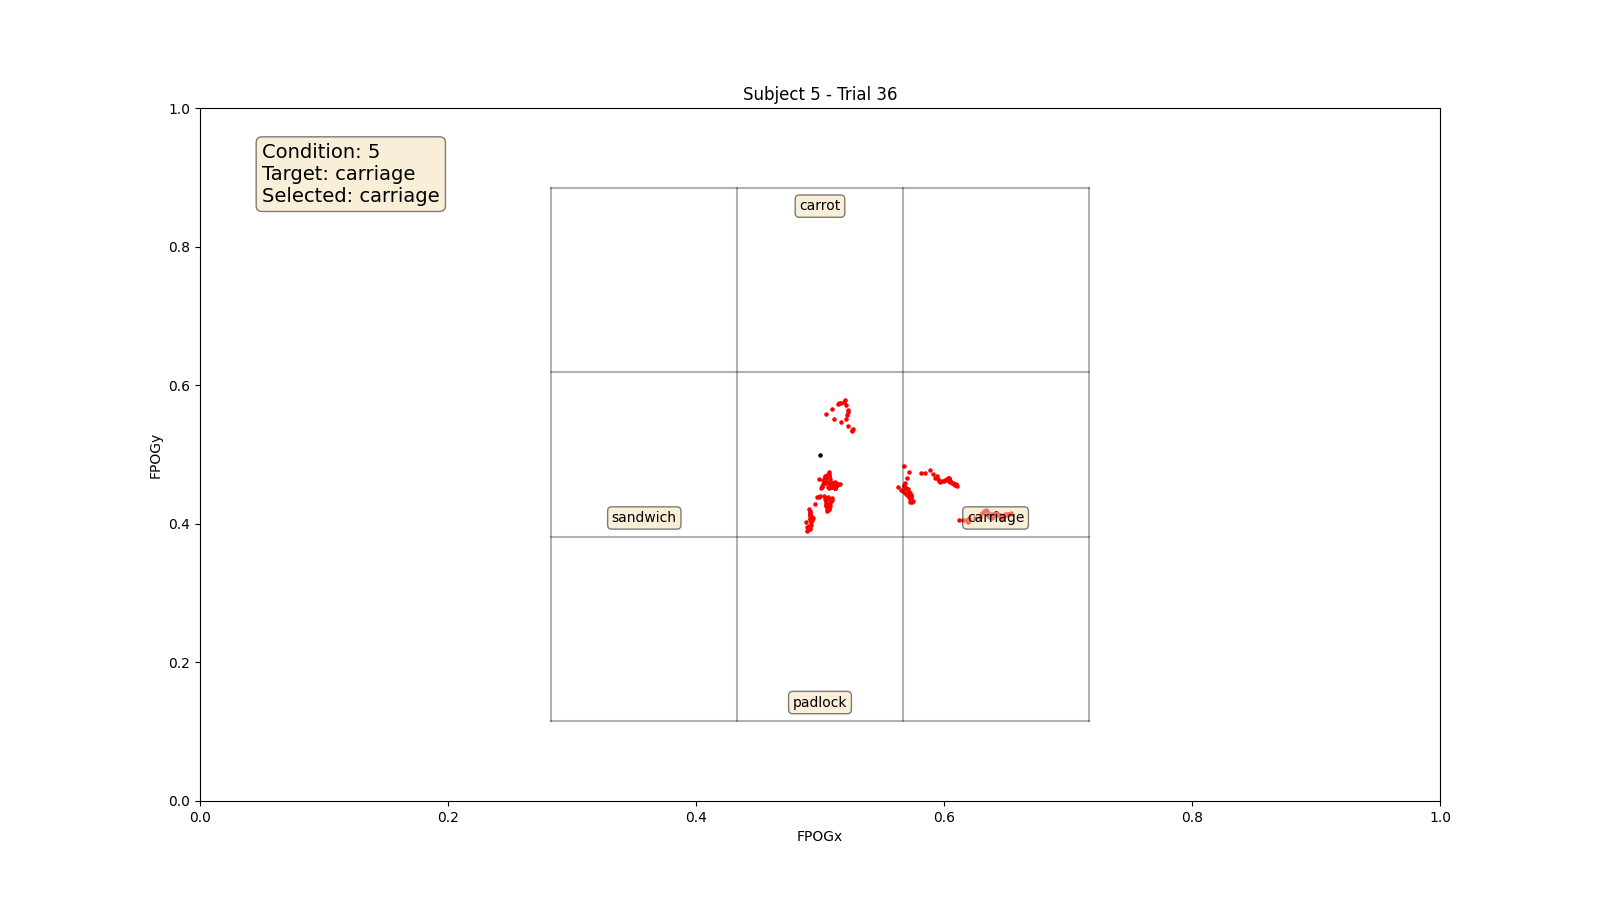 Subject 5 - Trial 36
1.0
Condition: 5
Target: carriage
Selected: carriage
carrot
0.8
0.6
FPOGy
sandwich
carriage
0.4
0.2
padlock
0.0
0.0 0.2 0.4 0.6 0.8 1.0
FPOGx